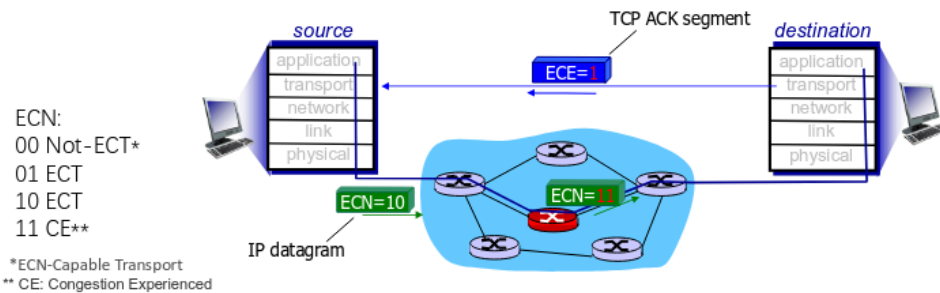 TCP ACK segment
source
destination
application
transport
network
link
physical
ECE=1
application
transport
network
link
physical
ECN:
00 Not-ECT*
01 ECT
10 ECT
11 CE**
ECN=10
ECN=11
IP datagram
*ECN-Capable Transport
** CE: Congestion Experienced